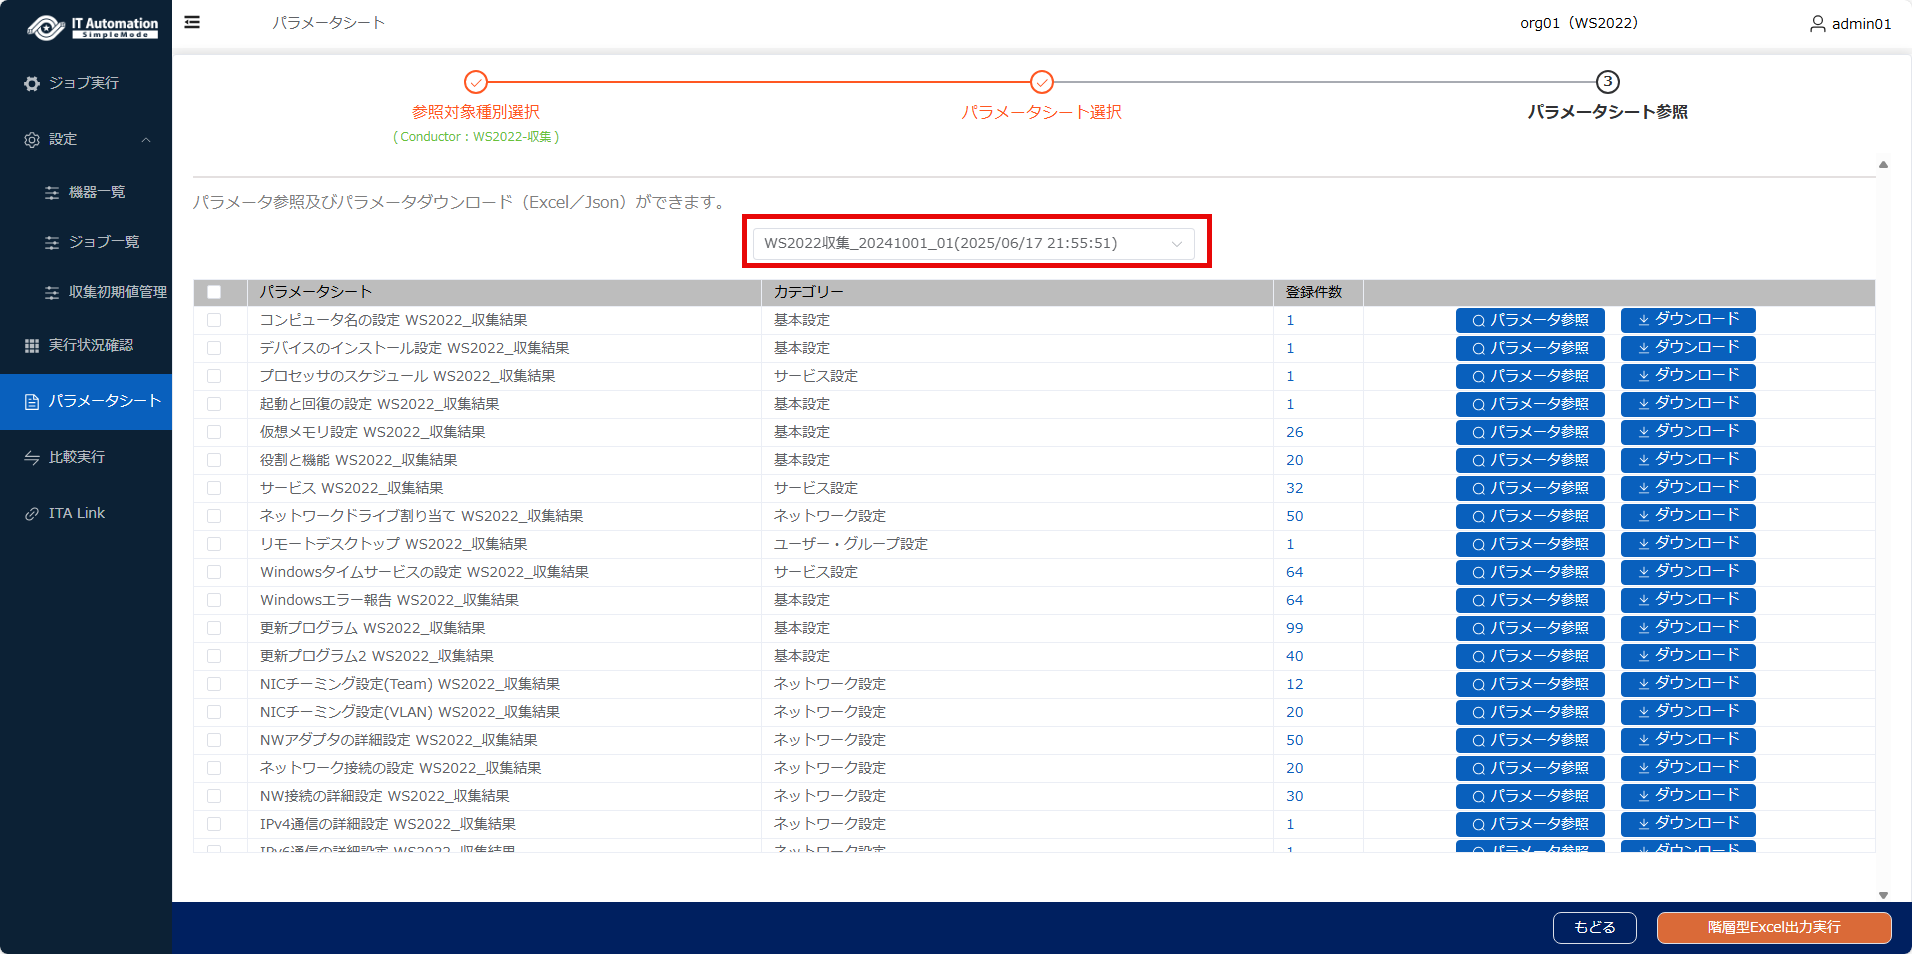 IT Automation
SimpleMode
パラメータシート
org01（WS2022）
admin01
ジョブ実行
設定
機器一覧
ジョブ一覧
収集初期値管理
実行状況確認
パラメータシート
比較実行
ITA Link
参照対象種別選択
( Conductor : WS2022-収集 )
パラメータシート選択
3
パラメータシート参照
パラメータ参照及びパラメータダウンロード（Excel／Json）ができます。
WS2022収集_20241001_01(2025/06/17 21:55:51)
パラメータシート カテゴリー 登録件数
コンピュータ名の設定 WS2022_収集結果 基本設定 1 パラメータ参照 ダウンロード
デバイスのインストール設定 WS2022_収集結果 基本設定 1 パラメータ参照 ダウンロード
プロセッサのスケジュール WS2022_収集結果 サービス設定 1 パラメータ参照 ダウンロード
起動と回復の設定 WS2022_収集結果 基本設定 1 パラメータ参照 ダウンロード
仮想メモリ設定 WS2022_収集結果 基本設定 26 パラメータ参照 ダウンロード
役割と機能 WS2022_収集結果 基本設定 20 パラメータ参照 ダウンロード
サービス WS2022_収集結果 サービス設定 32 パラメータ参照 ダウンロード
ネットワークドライブ割り当て WS2022_収集結果 ネットワーク設定 50 パラメータ参照 ダウンロード
リモートデスクトップ WS2022_収集結果 ユーザー・グループ設定 1 パラメータ参照 ダウンロード
Windowsタイムサービスの設定 WS2022_収集結果 サービス設定 64 パラメータ参照 ダウンロード
Windowsエラー報告 WS2022_収集結果 基本設定 64 パラメータ参照 ダウンロード
更新プログラム WS2022_収集結果 基本設定 99 パラメータ参照 ダウンロード
更新プログラム2 WS2022_収集結果 基本設定 40 パラメータ参照 ダウンロード
NICチーミング設定(Team) WS2022_収集結果 ネットワーク設定 12 パラメータ参照 ダウンロード
NICチーミング設定(VLAN) WS2022_収集結果 ネットワーク設定 20 パラメータ参照 ダウンロード
NWアダプタの詳細設定 WS2022_収集結果 ネットワーク設定 50 パラメータ参照 ダウンロード
ネットワーク接続の設定 WS2022_収集結果 ネットワーク設定 20 パラメータ参照 ダウンロード
NW接続の詳細設定 WS2022_収集結果 ネットワーク設定 30 パラメータ参照 ダウンロード
IPv4通信の詳細設定 WS2022_収集結果 ネットワーク設定 1 パラメータ参照 ダウンロード
IPv6通信の詳細設定 WS2022_収集結果 ネットワーク設定 1 パラメータ参照 ダウンロード
もどる
階層型Excel出力実行